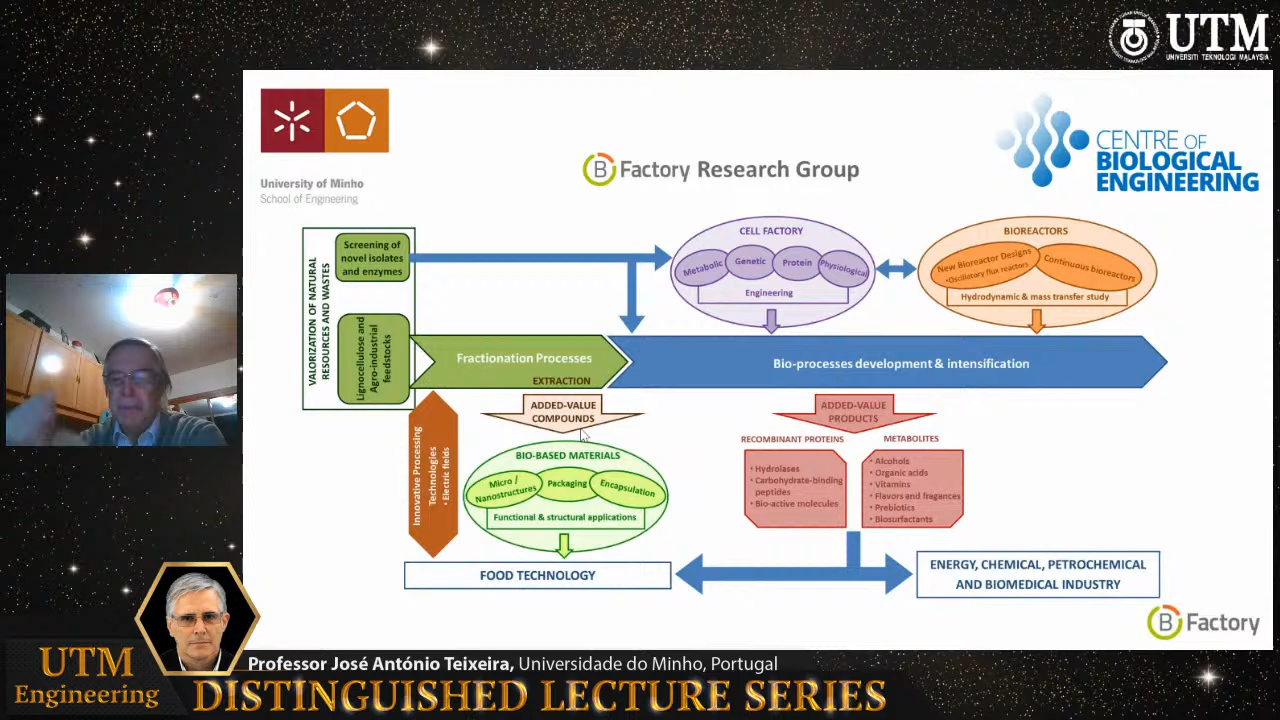 UTM
UNIVERSITI TEKNOLOGI MALAYSIA
University of Minho
School of Engineering
B Factory Research Group
CENTRE OF
BIOLOGICAL
ENGINEERING
VALORIZATION OF NATURAL
RESOURCES AND WASTES
Screening of
novel isolates
and enzymes
Lignocellulose and
Agro-industrial
feedstocks
CELL FACTORY
Metabolic
Genetic
Protein
Physiological
Engineering
BIOREACTORS
New Bioreactor Designs
• Oscillatory flux reactors
Continuous bioreactors
Hydrodynamic & mass transfer study
Fractionation Processes
EXTRACTION
Bio-processes development & intensification
Innovative Processing
Technologies
• Electric fields
ADDED-VALUE
COMPOUNDS
BIO-BASED MATERIALS
Micro /
Nanostructures
Packaging
Encapsulation
Functional & structural applications
ADDED-VALUE
PRODUCTS
RECOMBINANT PROTEINS
• Hydrolases
• Carbohydrate-binding
peptides
• Bio-active molecules
METABOLITES
• Alcohols
• Organic acids
• Vitamins
• Flavors and fragances
• Prebiotics
• Biosurfactants
FOOD TECHNOLOGY
ENERGY, CHEMICAL, PETROCHEMICAL
AND BIOMEDICAL INDUSTRY
B Factory
UTM
Engineering
Professor José António Teixeira, Universidade do Minho, Portugal
DISTINGUISHED LECTURE SERIES